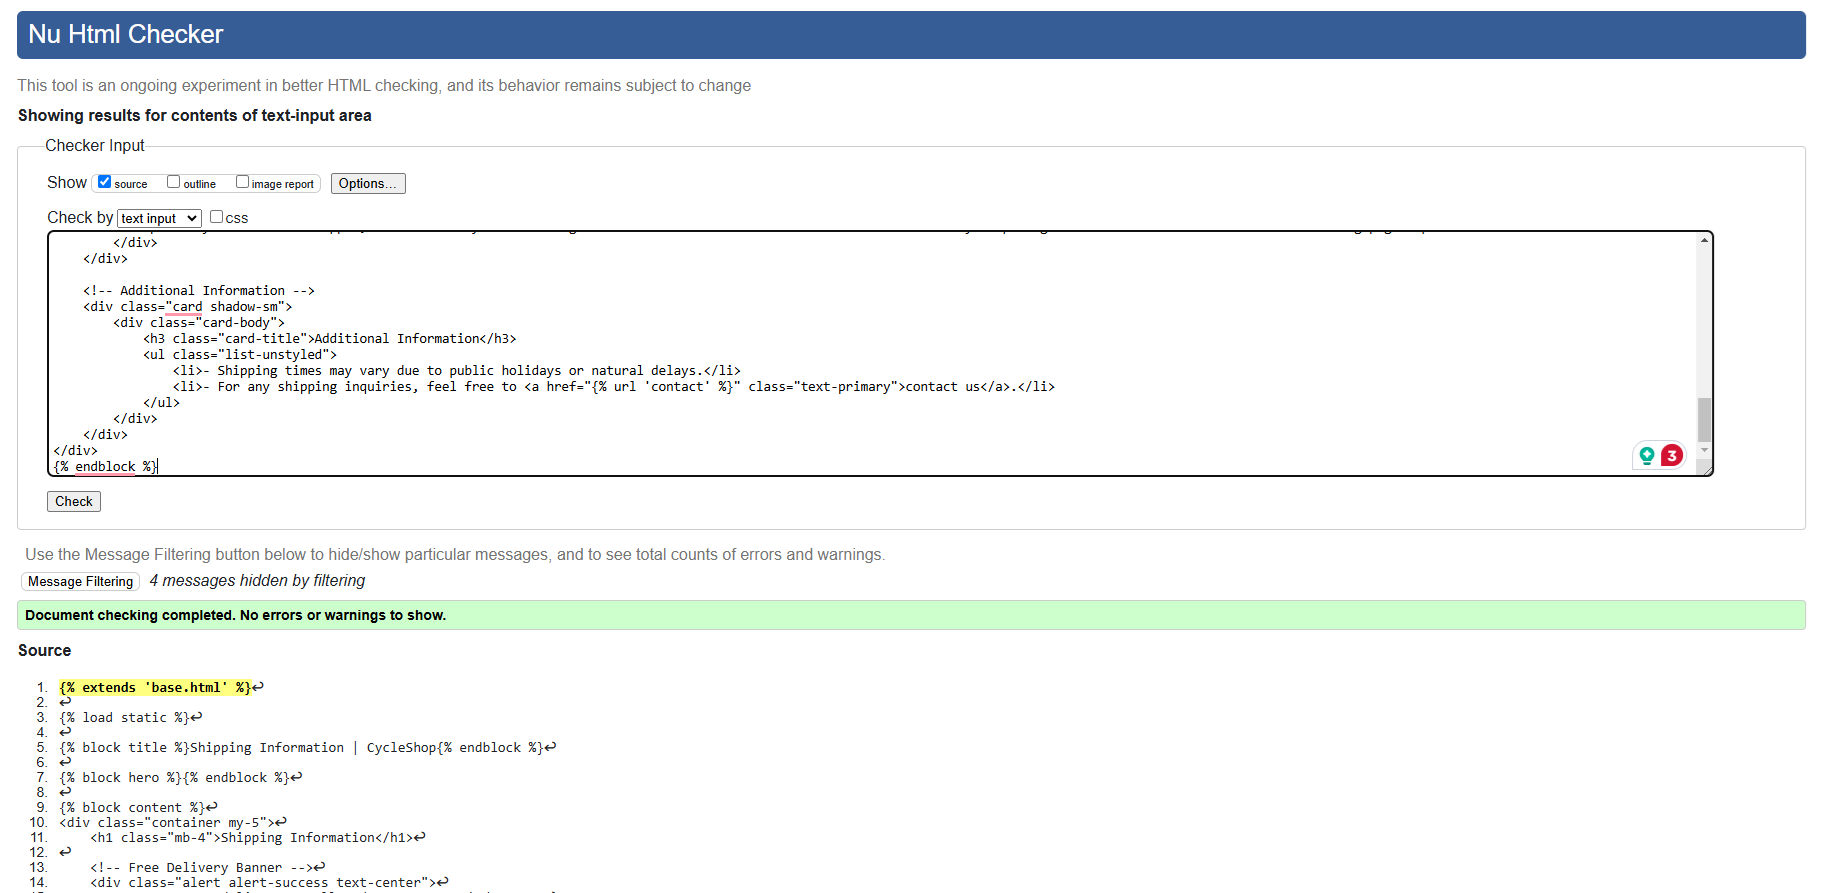 Nu Html Checker
This tool is an ongoing experiment in better HTML checking, and its behavior remains subject to change
Showing results for contents of text-input area
Checker Input
Show source outline image report Options...
Check by text input css
</div>
</div>
<!-- Additional Information -->
<div class="card shadow-sm">
<div class="card-body">
<h3 class="card-title">Additional Information</h3>
<ul class="list-unstyled">
<li>- Shipping times may vary due to public holidays or natural delays.</li>
<li>- For any shipping inquiries, feel free to <a href="{% url 'contact' %}" class="text-primary">contact us</a>.</li>
</ul>
</div>
</div>
</div>
{% endblock %}
3
Check
Use the Message Filtering button below to hide/show particular messages, and to see total counts of errors and warnings.
Message Filtering 4 messages hidden by filtering
Document checking completed. No errors or warnings to show.
Source
1. {% extends 'base.html' %}↩
2. ↩
3. {% load static %}↩
4. ↩
5. {% block title %}Shipping Information | CycleShop{% endblock %}↩
6. ↩
7. {% block hero %}{% endblock %}↩
8. ↩
9. {% block content %}↩
10. <div class="container my-5">↩
11. <h1 class="mb-4">Shipping Information</h1>↩
12. ↩
13. <!-- Free Delivery Banner -->↩
14. <div class="alert alert-success text-center">↩